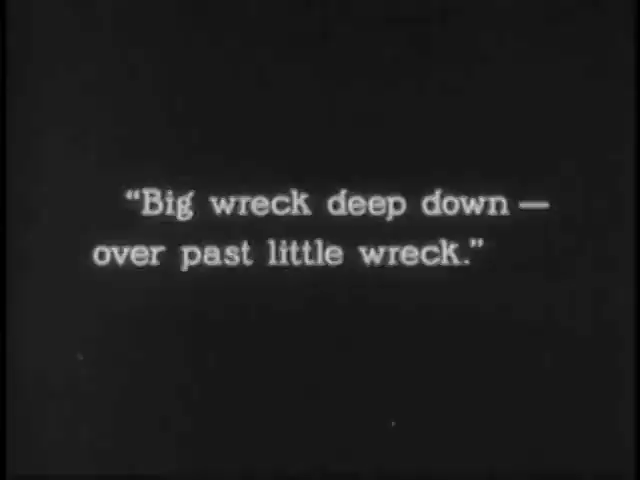 “Big wreck deep down —
over past little wreck.”